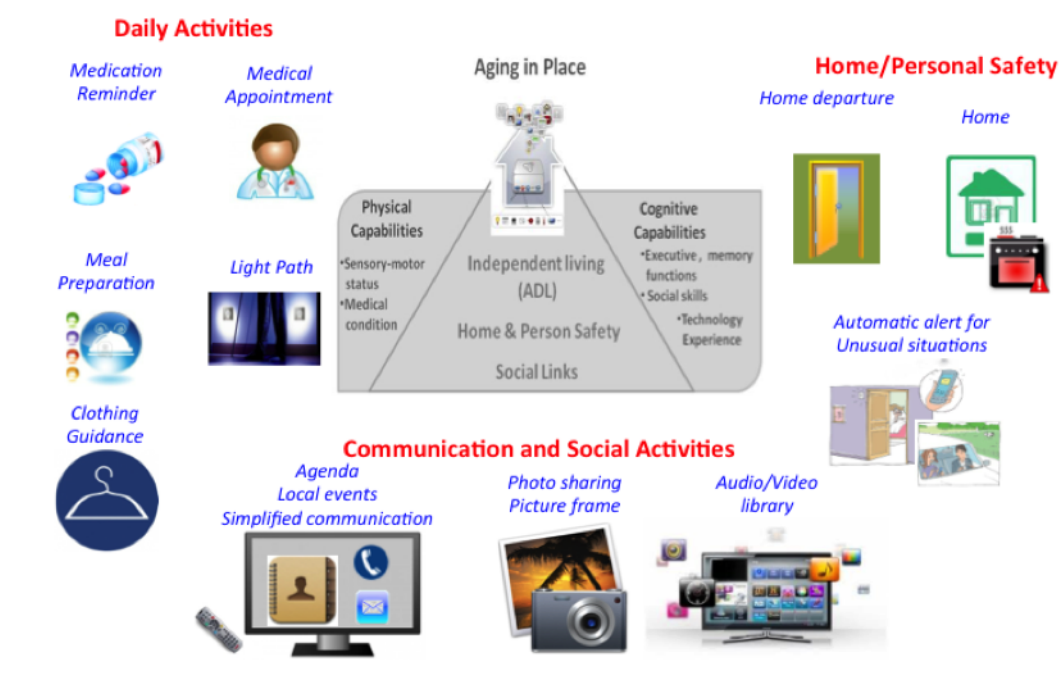 Daily Activities
Medication
Reminder
Medical
Appointment
Meal
Preparation
Light Path
Clothing
Guidance
Aging in Place
Physical
Capabilities
•Sensory-motor
status
•Medical
condition
Independent living
(ADL)
Home & Person Safety
Social Links
Cognitive
Capabilities
•Executive, memory
functions
• Social skills
•Technology
Experience
Home/Personal Safety
Home departure
Home
$$$
Automatic alert for
Unusual situations
Communication and Social Activities
Agenda
Local events
Simplified communication
Photo sharing
Picture frame
Audio/Video
library